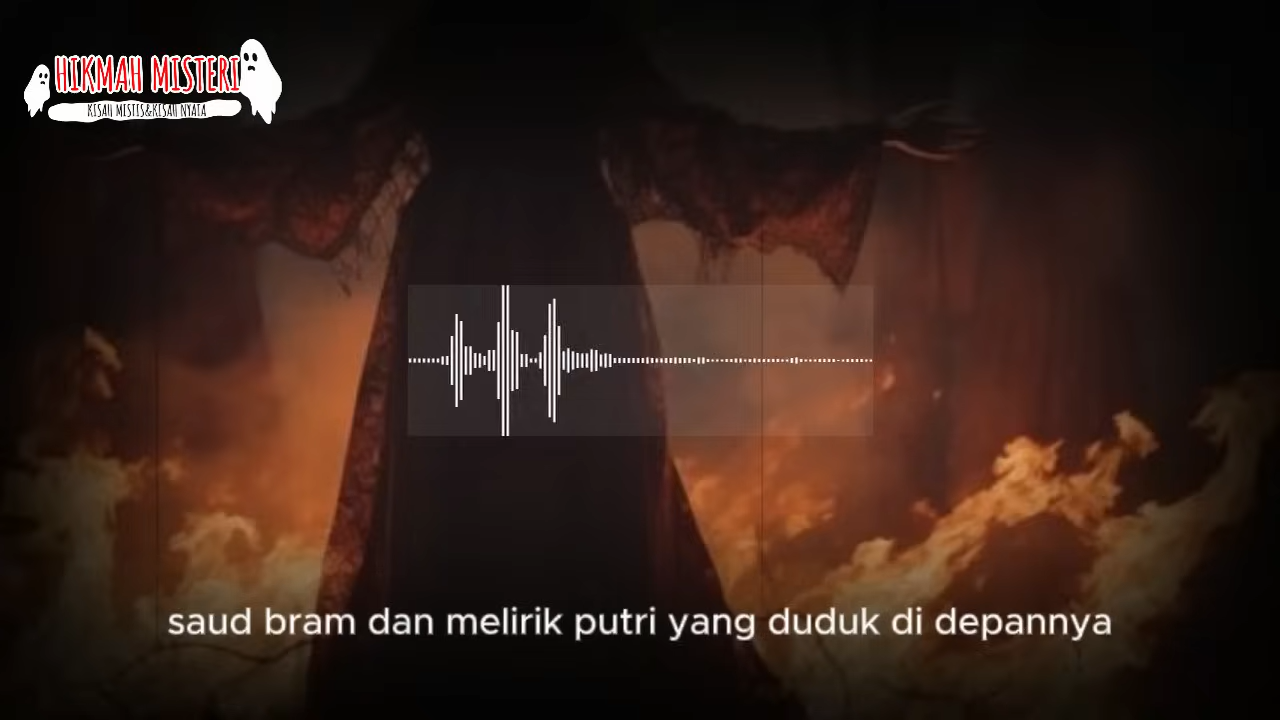 HIKMAH MISTERI
KISAH MISTIS&KISAH NYATA
saud bram dan melirik putri yang duduk di depannya